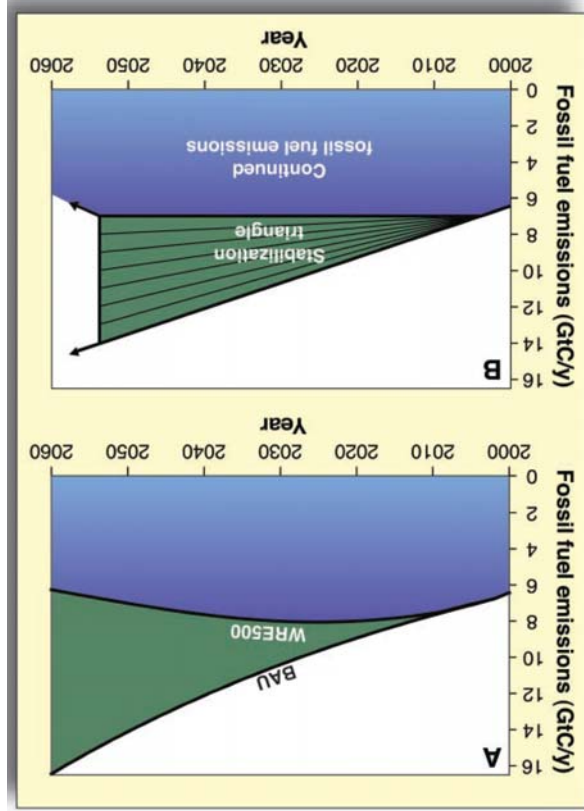 A
Fossil fuel emissions (GtC/y)
16
14
12
10
8
6
4
2
0
BAU
WRE500
2000 2010 2020 2030 2040 2050 2060
Year
B
Fossil fuel emissions (GtC/y)
16
14
12
10
8
6
4
2
0
Stabilization
triangle
Continued
fossil fuel emissions
2000 2010 2020 2030 2040 2050 2060
Year